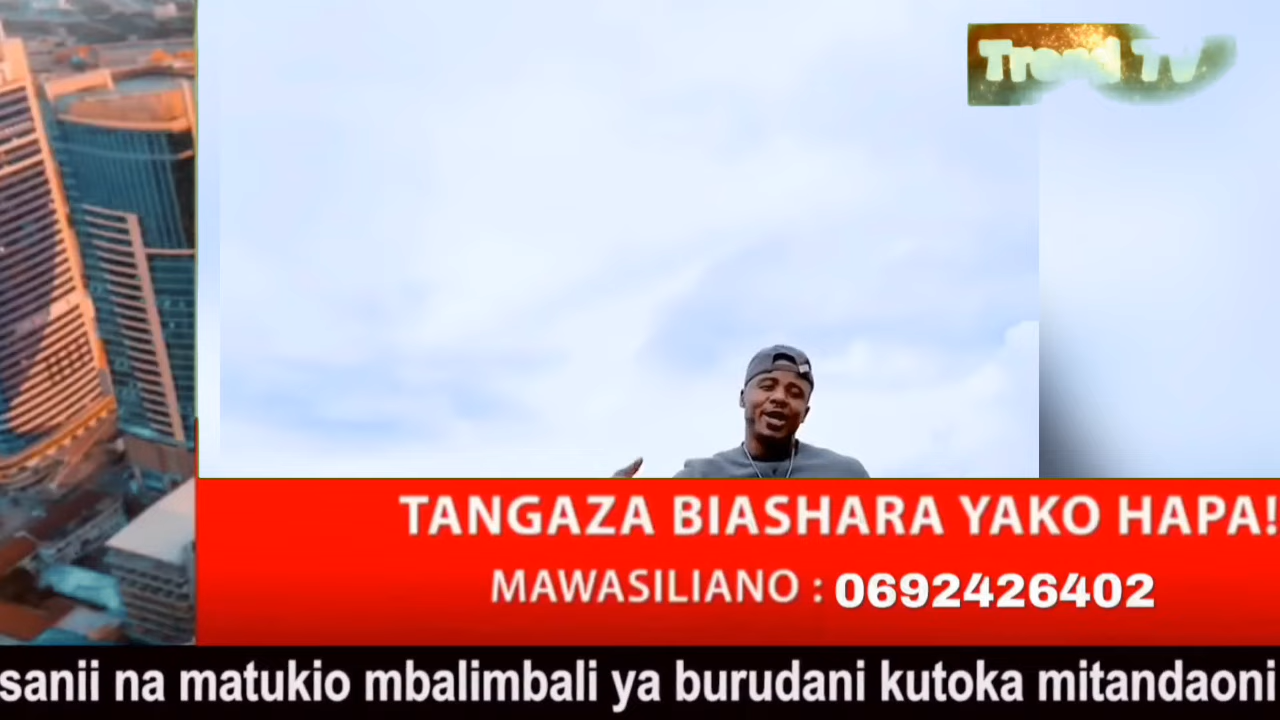 Trend TV
TANGAZA BIASHARA YAKO HAPA!
MAWASILIANO : 0692426402
sanii na matukio mbalimbali ya burudani kutoka mitandaoni